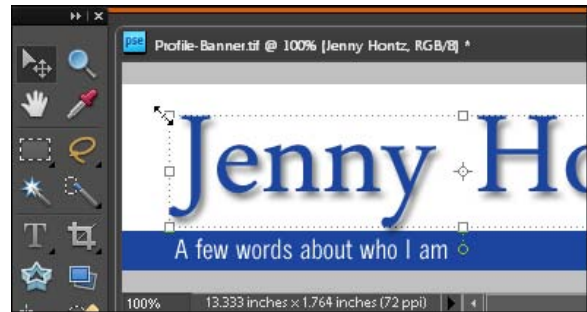 pse Profile-Banner.tif @ 100% (Jenny Hontz, RGB/8) *
Jenny Ho
A few words about who I am
100% 13.333 inches x 1.764 inches (72 ppi)